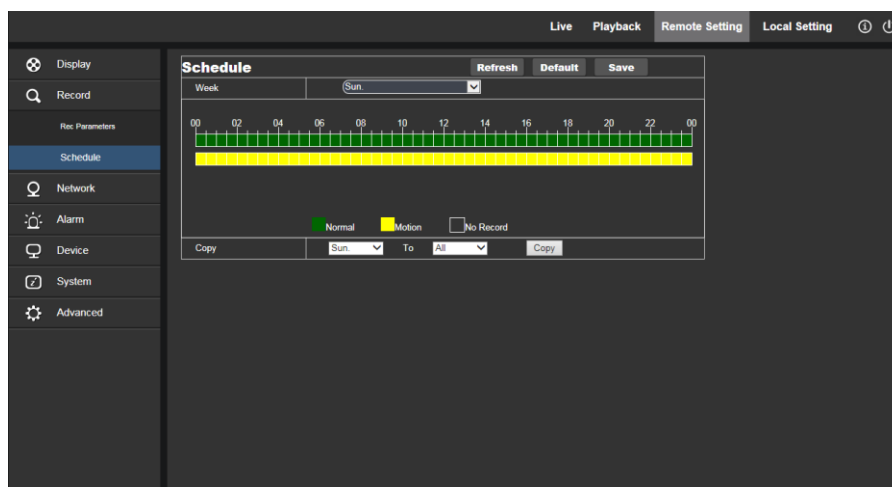 Live Playback Remote Setting Local Setting
Display
Record
Rec Parameters
Schedule
Network
Alarm
Device
System
Advanced
Schedule Refresh Default Save
Week Sun.
00 02 04 06 08 10 12 14 16 18 20 22 00
Normal Motion No Record
Copy Sun. To All Copy